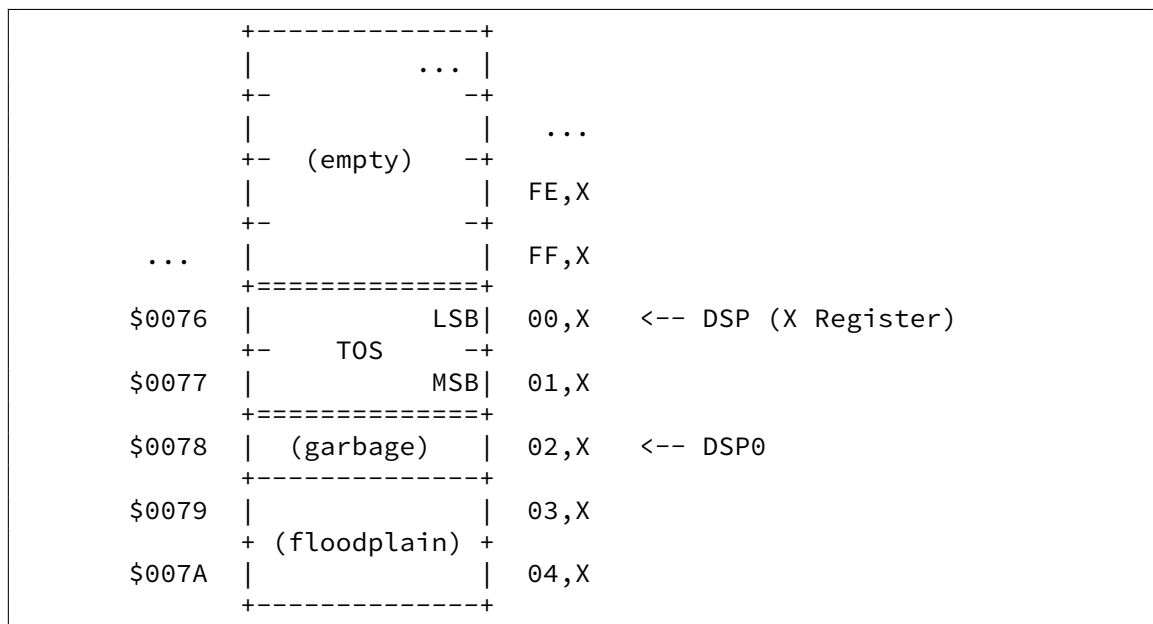 +--------------+
|          ... |
+-            -+
|              |   ...
+-  (empty)   -+
|              |  FE,X
+-            -+
...  |              |  FF,X
+==============+
$0076  |           LSB|  00,X   <-- DSP (X Register)
+-    TOS     -+
$0077  |           MSB|  01,X
+==============+
$0078  |  (garbage)   |  02,X   <-- DSP0
+--------------+
$0079  |              |  03,X
+ (floodplain) +
$007A  |              |  04,X
+--------------+